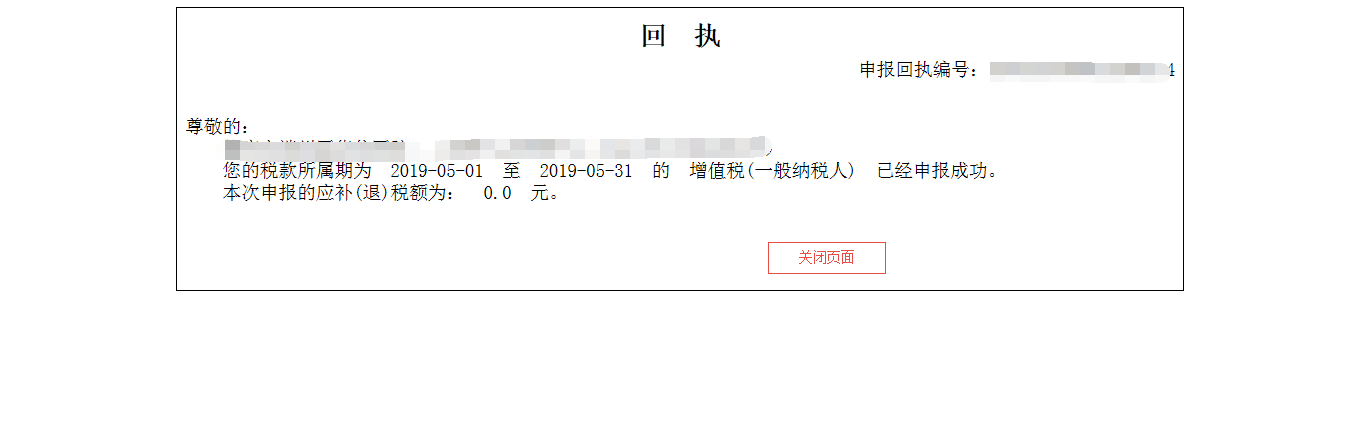 回 执
申报回执编号： 4
尊敬的：
您的税款所属期为 2019-05-01 至 2019-05-31 的 增值税(一般纳税人) 已经申报成功。
本次申报的应补(退)税额为： 0.0 元。
关闭页面